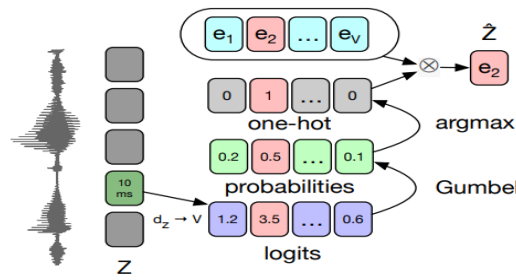 e1 e2 ... eV
Ẑ
e2
0 1 ... 0
one-hot
argmax
0.2 0.5 ... 0.1
probabilities
Gumbel
10 ms
dz → V
1.2 3.5 ... 0.6
logits
Z